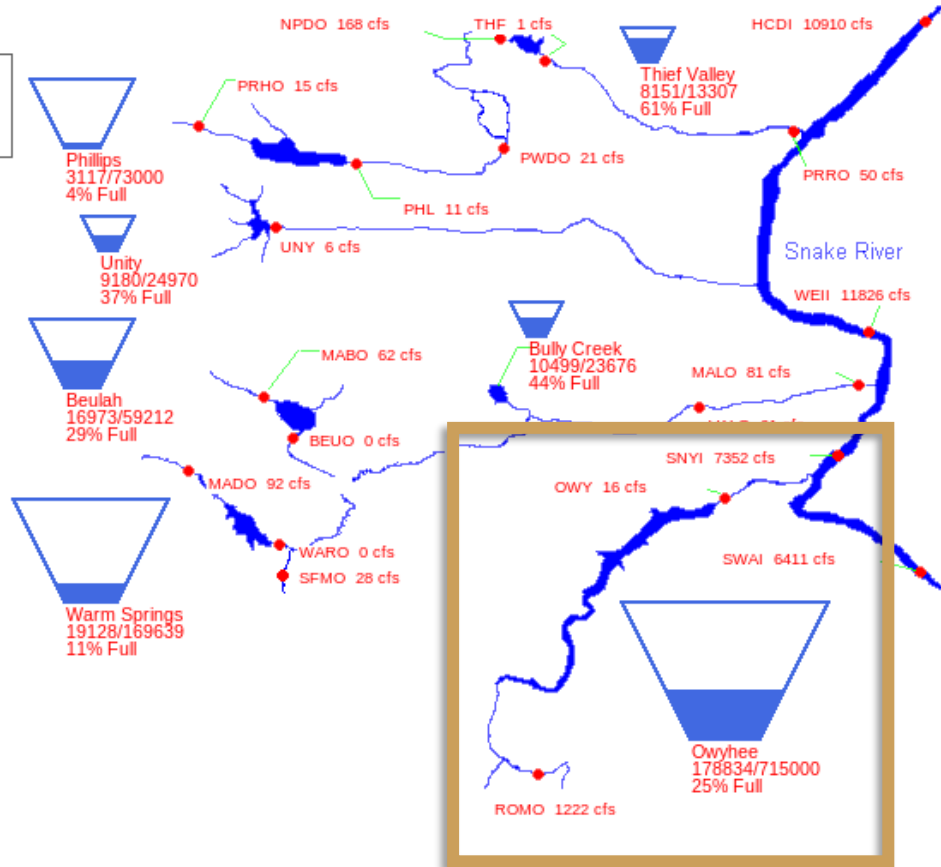 NPDO 168 cfs
THF 1 cfs
HCDI 10910 cfs
Thief Valley
8151/13307
61% Full
PRHO 15 cfs
Phillips
3117/73000
4% Full
PWDO 21 cfs
PRRO 50 cfs
PHL 11 cfs
UNY 6 cfs
Unity
9180/24970
37% Full
Snake River
WEII 11826 cfs
Bully Creek
10499/23676
44% Full
MABO 62 cfs
MALO 81 cfs
Beulah
16973/59212
29% Full
BEUO 0 cfs
SNYI 7352 cfs
MADO 92 cfs
OWY 16 cfs
WARO 0 cfs
SFMO 28 cfs
SWAI 6411 cfs
Warm Springs
19128/169639
11% Full
Owyhee
178834/715000
25% Full
ROMO 1222 cfs